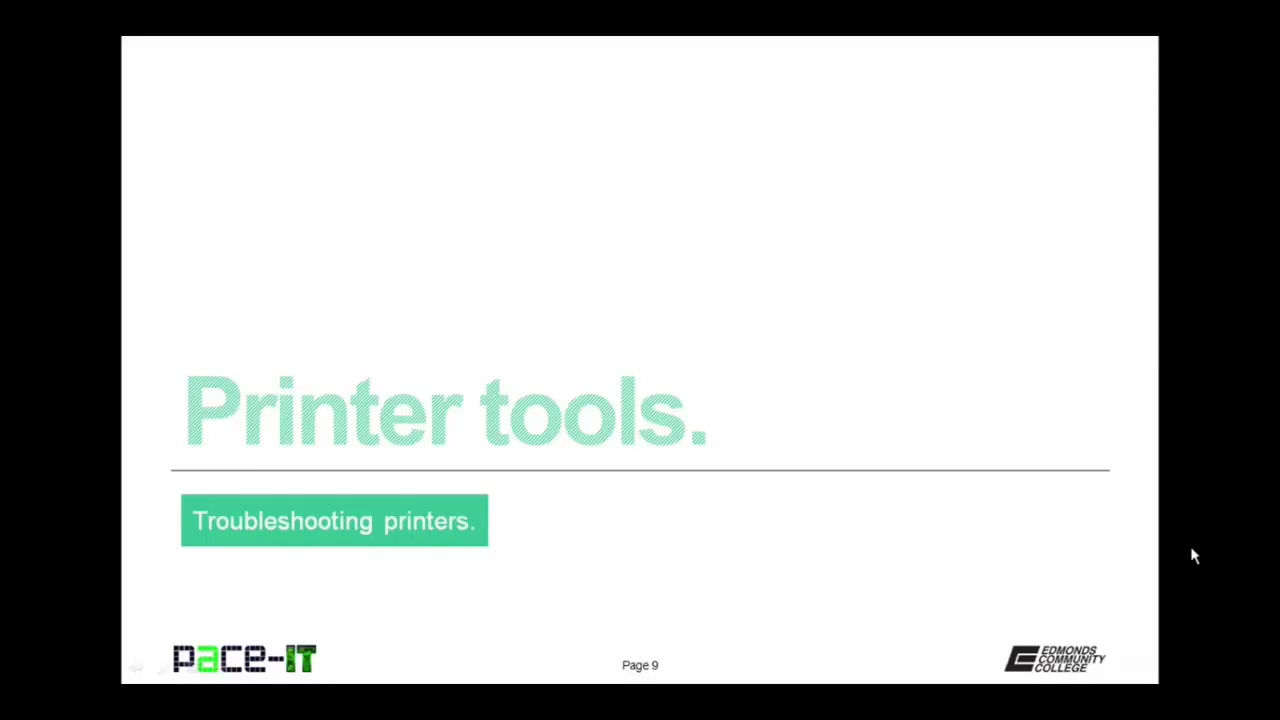 Printer tools.
Troubleshooting printers.
pace-IT
Page 9
EDMONDS
COMMUNITY
COLLEGE